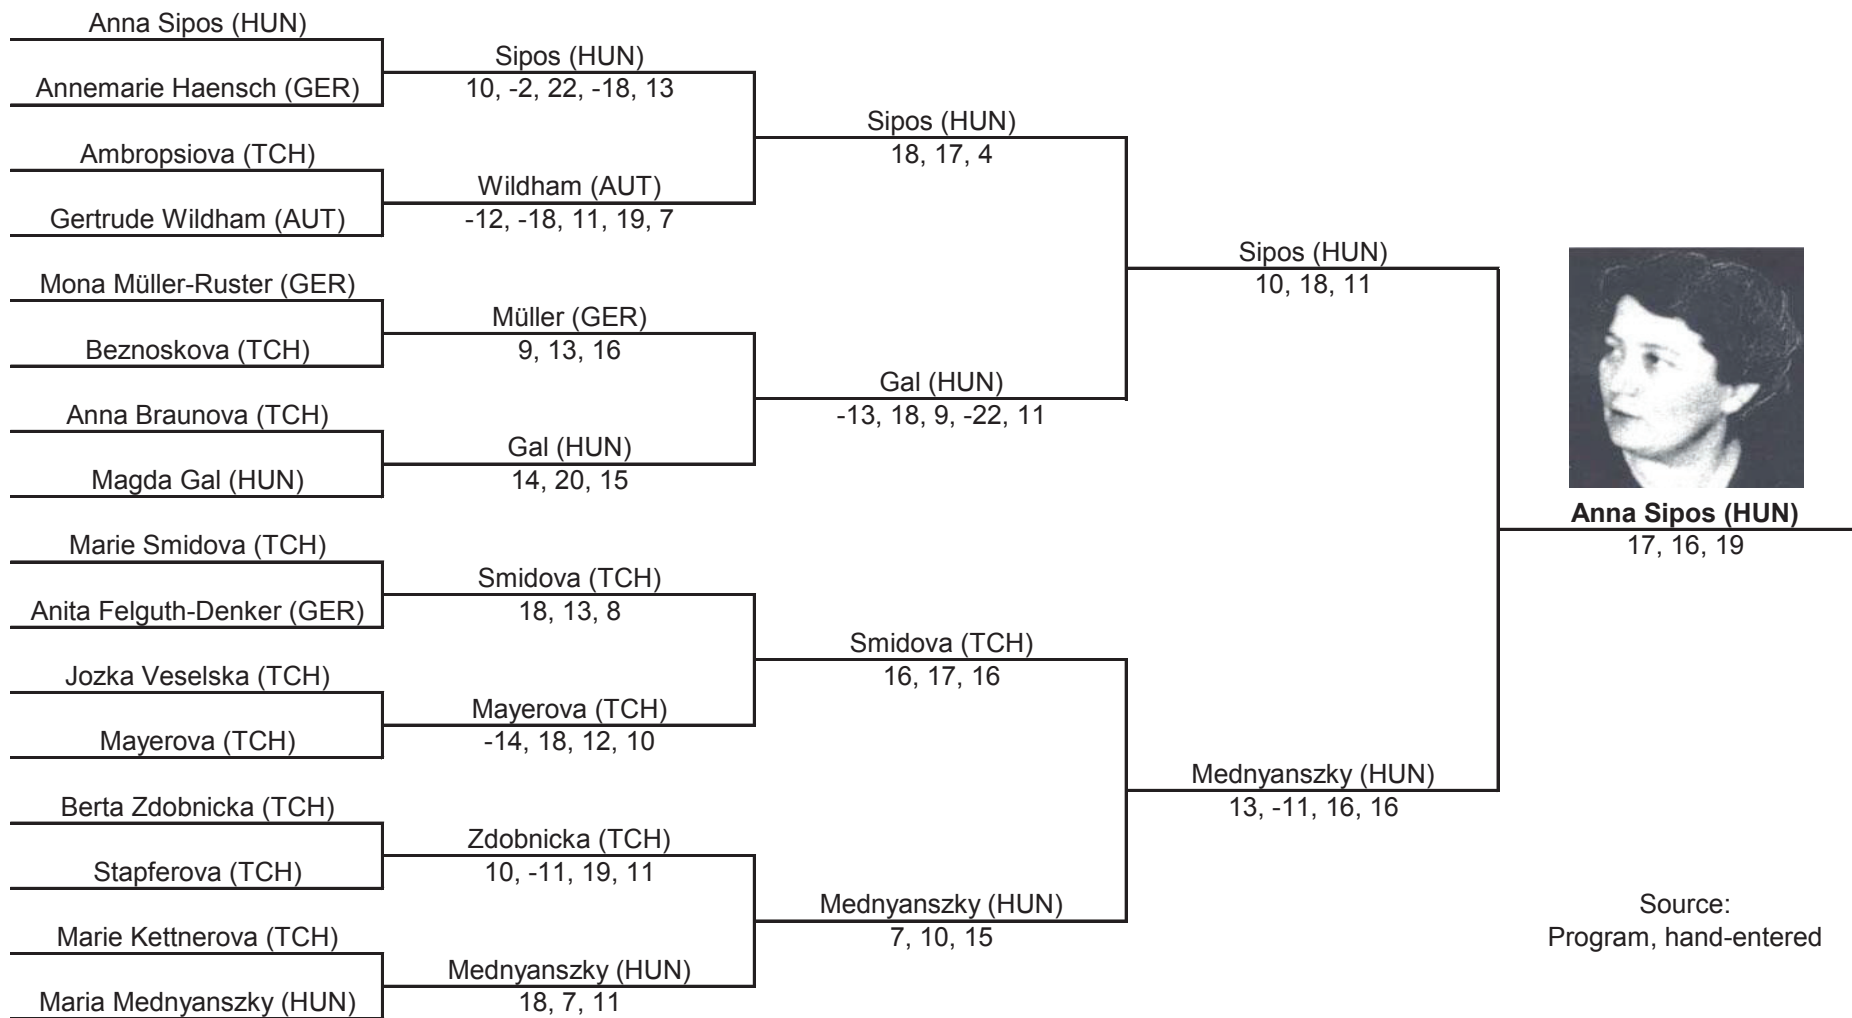 Anna Sipos (HUN)
Annemarie Haensch (GER)
Ambropsiova (TCH)
Gertrude Wildham (AUT)
Mona Müller-Ruster (GER)
Beznoskova (TCH)
Anna Braunova (TCH)
Magda Gal (HUN)
Marie Smidova (TCH)
Anita Felguth-Denker (GER)
Jozka Veselska (TCH)
Mayerova (TCH)
Berta Zdobnicka (TCH)
Stapferova (TCH)
Marie Kettnerova (TCH)
Maria Mednyanszky (HUN)
Sipos (HUN)
10, -2, 22, -18, 13
Wildham (AUT)
-12, -18, 11, 19, 7
Müller (GER)
9, 13, 16
Gal (HUN)
14, 20, 15
Smidova (TCH)
18, 13, 8
Mayerova (TCH)
-14, 18, 12, 10
Zdobnicka (TCH)
10, -11, 19, 11
Mednyanszky (HUN)
18, 7, 11
Sipos (HUN)
18, 17, 4
Gal (HUN)
-13, 18, 9, -22, 11
Smidova (TCH)
16, 17, 16
Mednyanszky (HUN)
7, 10, 15
Sipos (HUN)
10, 18, 11
Mednyanszky (HUN)
13, -11, 16, 16
Anna Sipos (HUN)
17, 16, 19
Source:
Program, hand-entered